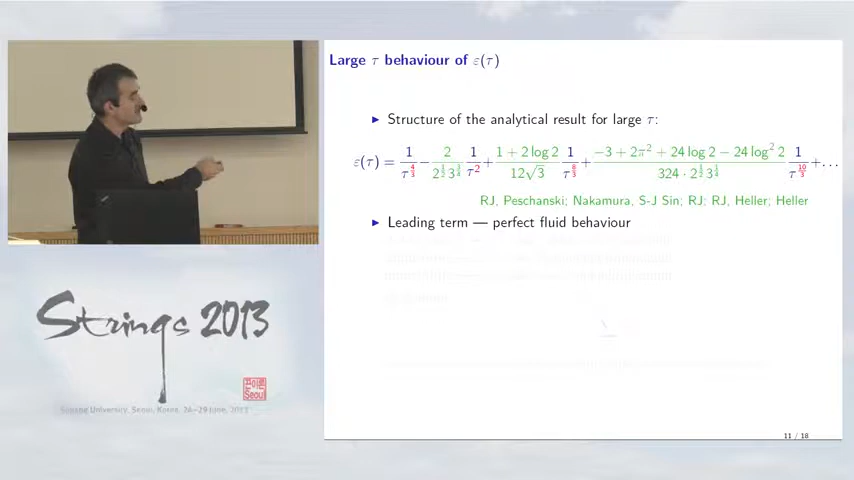 Large τ behaviour of ε(τ)
▶ Structure of the analytical result for large τ:
ε(τ) = 1/τ^{4/3} − 2/(2^{1/2} 3^{3/4}) 1/τ^2 + (1 + 2 log 2)/(12√3) 1/τ^{8/3} + (−3 + 2π^2 + 24 log 2 − 24 log^2 2)/(324 · 2^{1/2} 3^{1/4}) 1/τ^{10/3} + ...
RJ, Peschanski; Nakamura, S-J Sin; RJ; RJ, Heller; Heller
▶ Leading term — perfect fluid behaviour
11 / 18
Strings 2013
Seoul
Sogang University, Seoul, Korea, 24-29 June, 2013